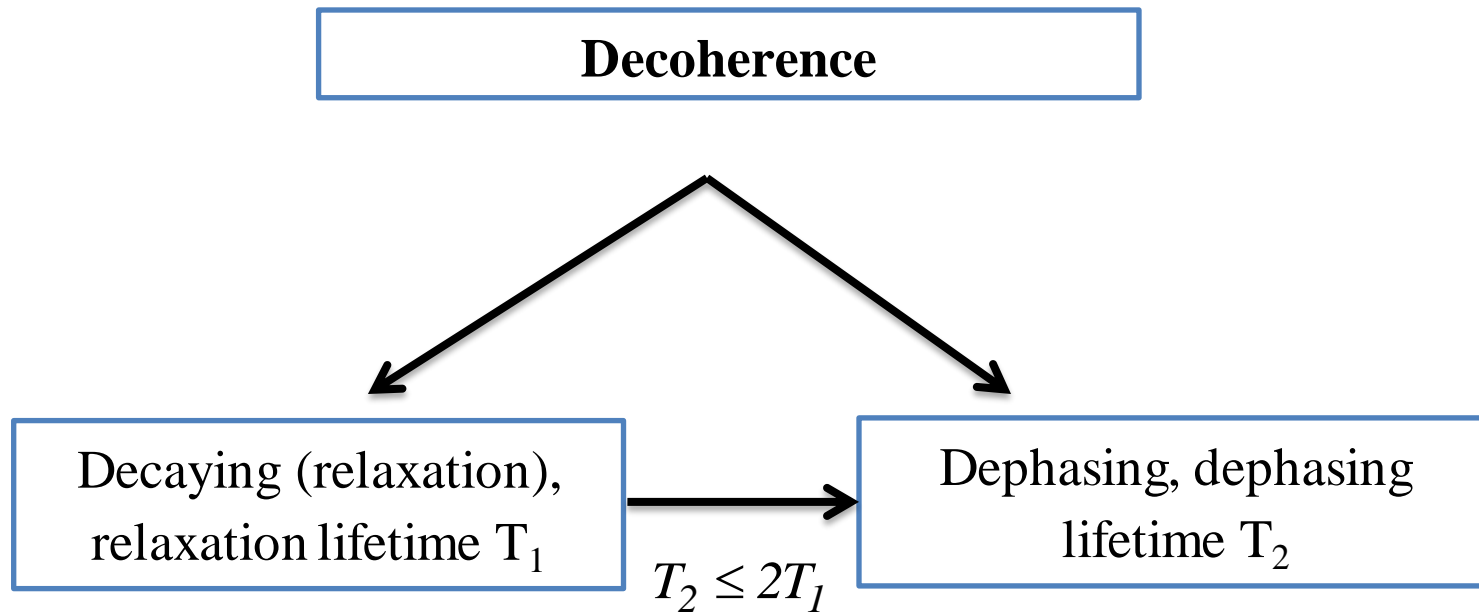 Decoherence
Decaying (relaxation),
relaxation lifetime T₁
Dephasing, dephasing
lifetime T₂
T₂ ≤ 2T₁